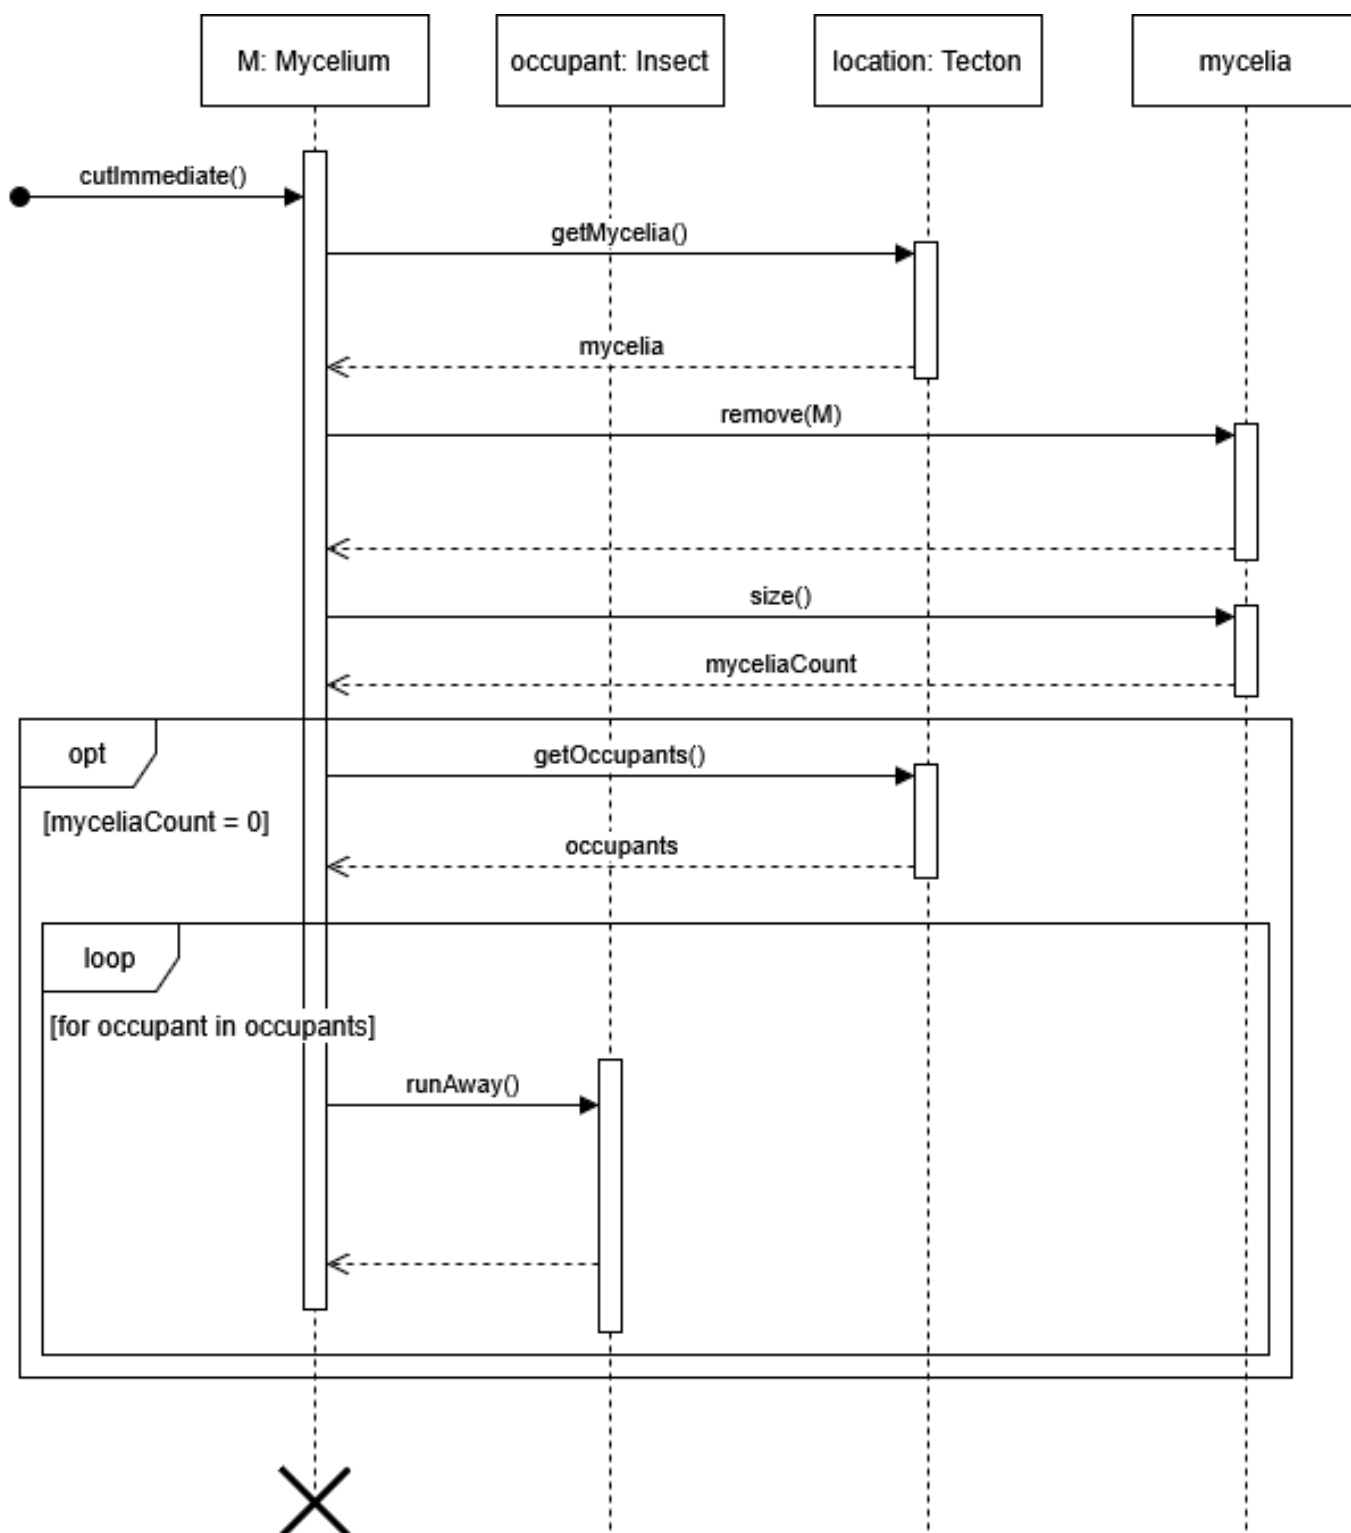 M: Mycelium
occupant: Insect
location: Tecton
mycelia
cutImmediate()
getMycelia()
mycelia
remove(M)
size()
myceliaCount
opt
getOccupants()
[myceliaCount = 0]
occupants
loop
[for occupant in occupants]
runAway()